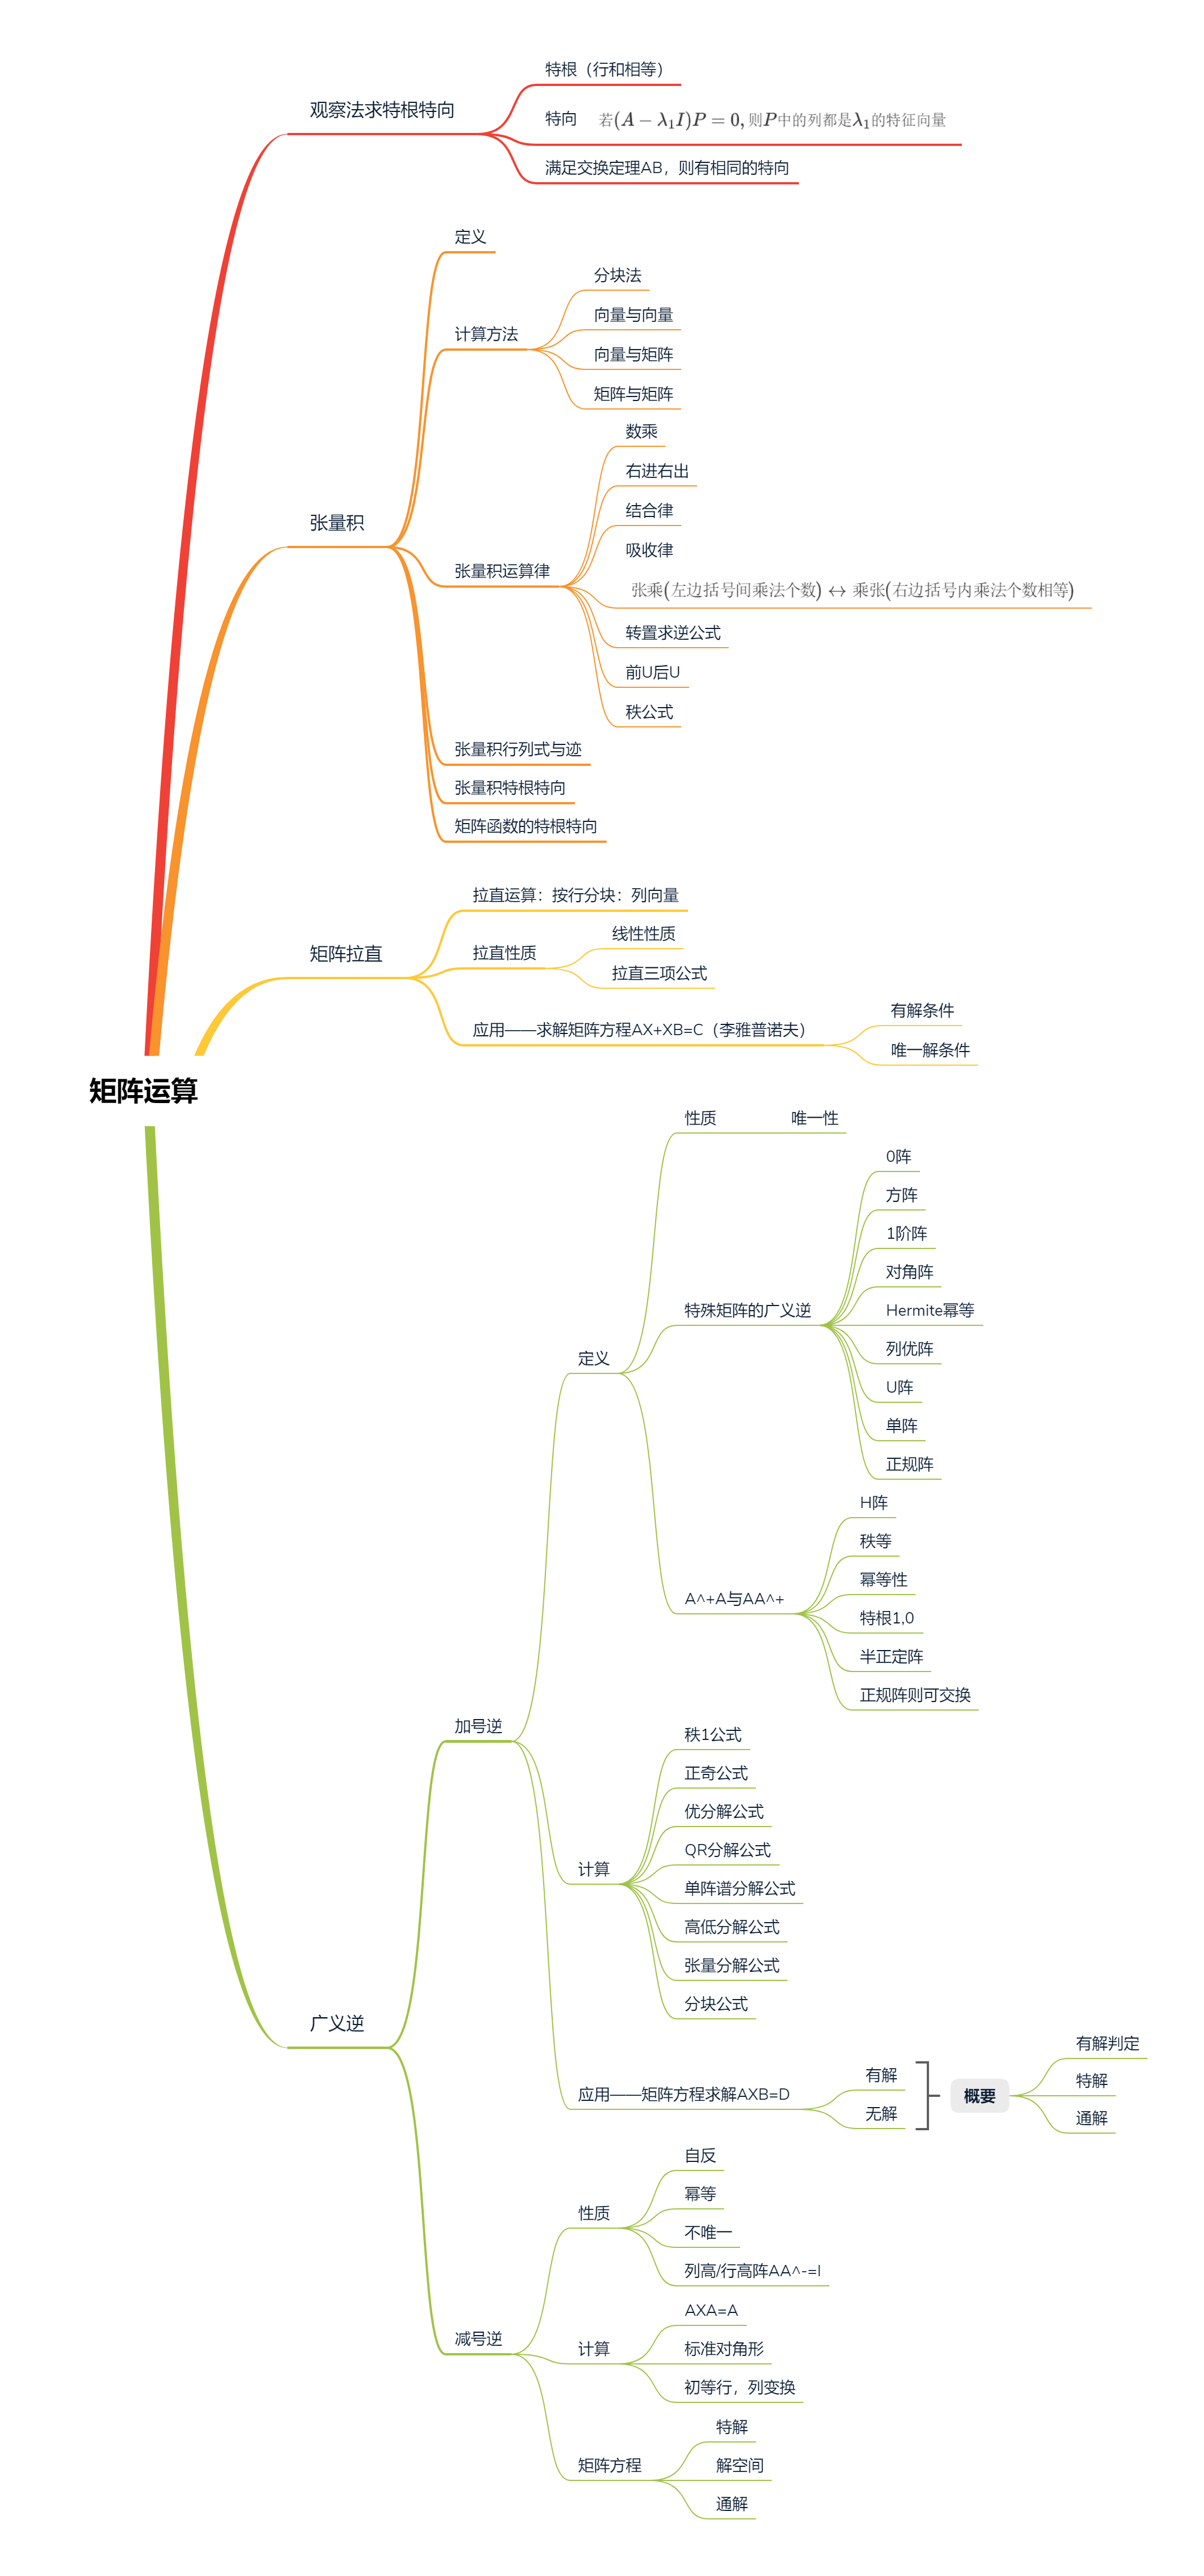 矩阵运算
观察法求特根特向
特根（行和相等）
特向 若(A − λ₁I)P = 0, 则P中的列都是λ₁的特征向量
满足交换定理AB，则有相同的特向
张量积
定义
计算方法
分块法
向量与向量
向量与矩阵
矩阵与矩阵
张量积运算律
数乘
右进右出
结合律
吸收律
张乘(左边括号间乘法个数) ↔ 乘张(右边括号内乘法个数相等)
转置求逆公式
前U后U
秩公式
张量积行列式与迹
张量积特根特向
矩阵函数的特根特向
矩阵拉直
拉直运算：按行分块：列向量
拉直性质
线性性质
拉直三项公式
应用——求解矩阵方程AX+XB=C（李雅普诺夫）
有解条件
唯一解条件
广义逆
加号逆
定义
性质 唯一性
特殊矩阵的广义逆
0阵
方阵
1阶阵
对角阵
Hermite幂等
列优阵
U阵
单阵
正规阵
A^+A与AA^+
H阵
秩等
幂等性
特根1,0
半正定阵
正规阵则可交换
计算
秩1公式
正奇公式
优分解公式
QR分解公式
单阵谱分解公式
高低分解公式
张量分解公式
分块公式
应用——矩阵方程求解AXB=D
有解
无解
概要
有解判定
特解
通解
减号逆
性质
自反
幂等
不唯一
列高/行高阵AA^-=I
计算
AXA=A
标准对角形
初等行，列变换
矩阵方程
特解
解空间
通解